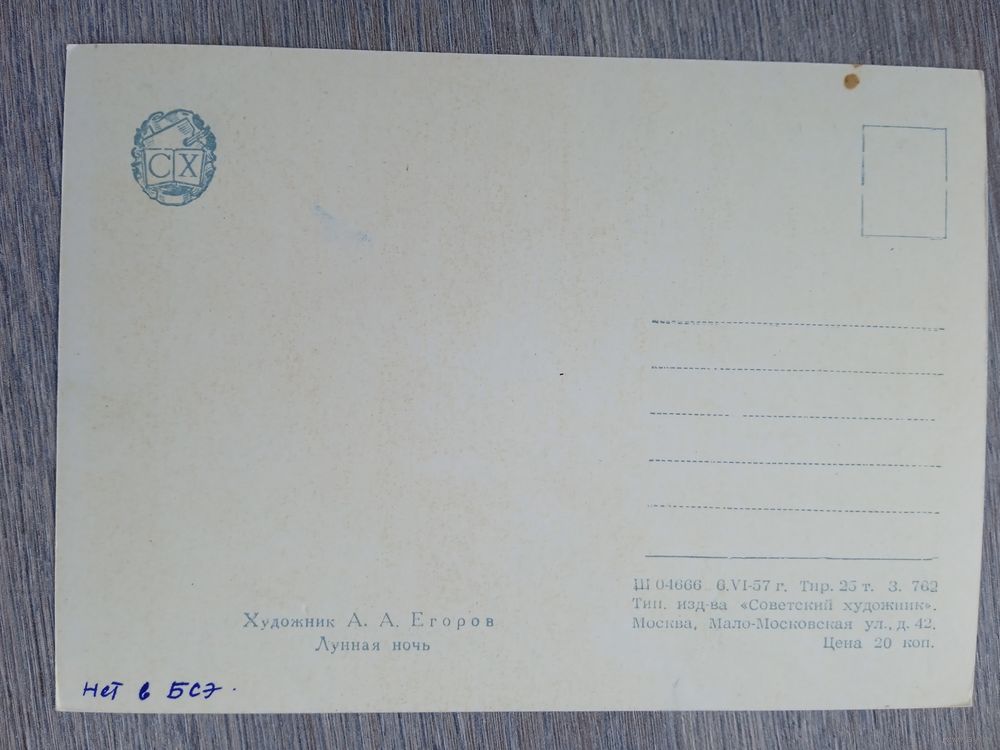 СХ
Художник А. А. Егоров
Лунная ночь
Ш 04666 6.VI-57 г. Тир. 25 т. З. 762
Тип. изд-ва «Советский художник».
Москва, Мало-Московская ул., д. 42.
Цена 20 коп.
Нет в БСЭ.